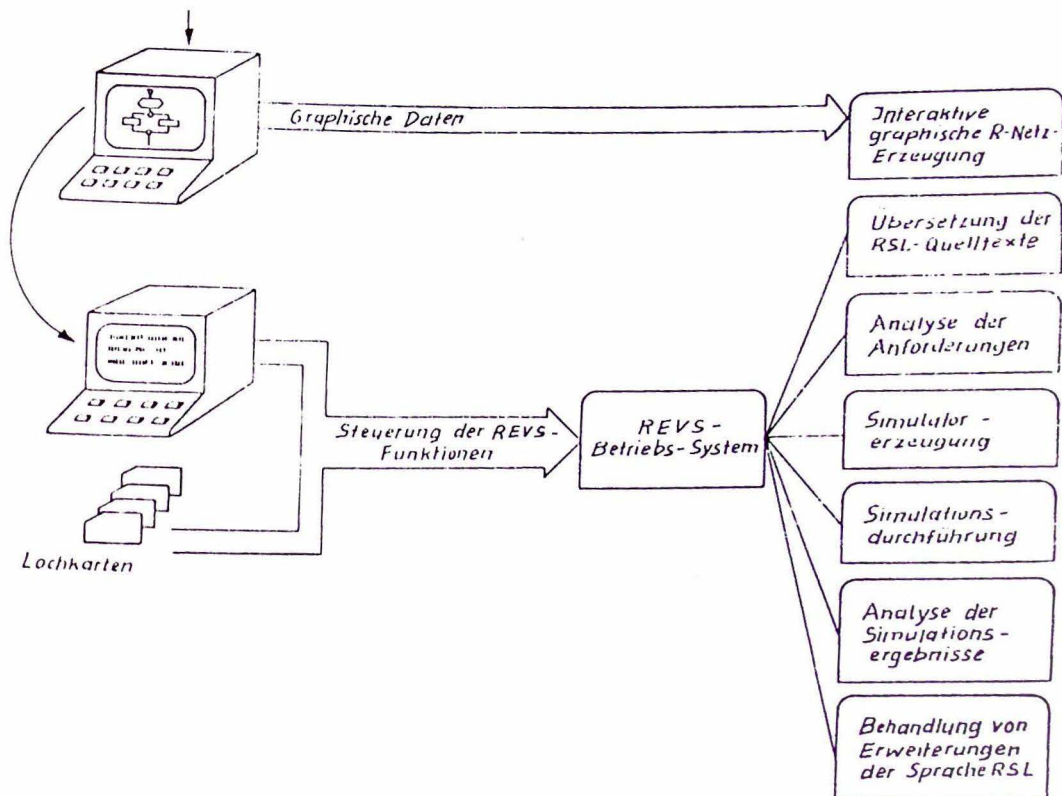 Graphische Daten
Interaktive
graphische R-Netz-
Erzeugung
Übersetzung der
RSL-Quelltexte
Analyse der
Anforderungen
Steuerung der REVS-
Funktionen
REVS-
Betriebs-System
Simulator-
erzeugung
Simulations-
durchführung
Lochkarten
Analyse der
Simulations-
ergebnisse
Behandlung von
Erweiterungen
der Sprache RSL